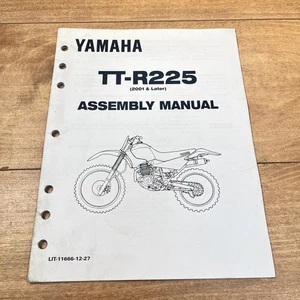 YAMAHA
TT-R225
(2001 & Later)
ASSEMBLY MANUAL
LIT-11666-12-27